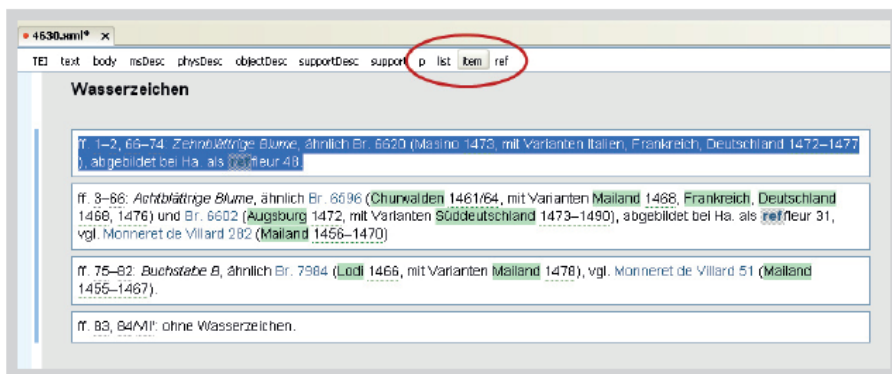 4630.xml* ×
TEI text body msDesc physDesc objectDesc supportDesc support p list item ref
Wasserzeichen
ff. 1–2, 66–74: Zehnblättrige Blume, ähnlich Br. 6620 (Masino 1473, mit Varianten Italien, Frankreich, Deutschland 1472–1477
), abgebildet bei Ha. als ref fleur 48.
ff. 3–66: Achtblättrige Blume, ähnlich Br. 6596 (Churwalden 1461/64, mit Varianten Mailand 1468, Frankreich, Deutschland
1468, 1476) und Br. 6602 (Augsburg 1472, mit Varianten Süddeutschland 1473–1490), abgebildet bei Ha. als ref fleur 31,
vgl. Monneret de Villard 282 (Mailand 1456–1470)
ff. 75–82: Buchstabe B, ähnlich Br. 7984 (Lodi 1466, mit Varianten Mailand 1478), vgl. Monneret de Villard 51 (Mailand
1455–1467).
ff. 83, ohne Wasserzeichen.